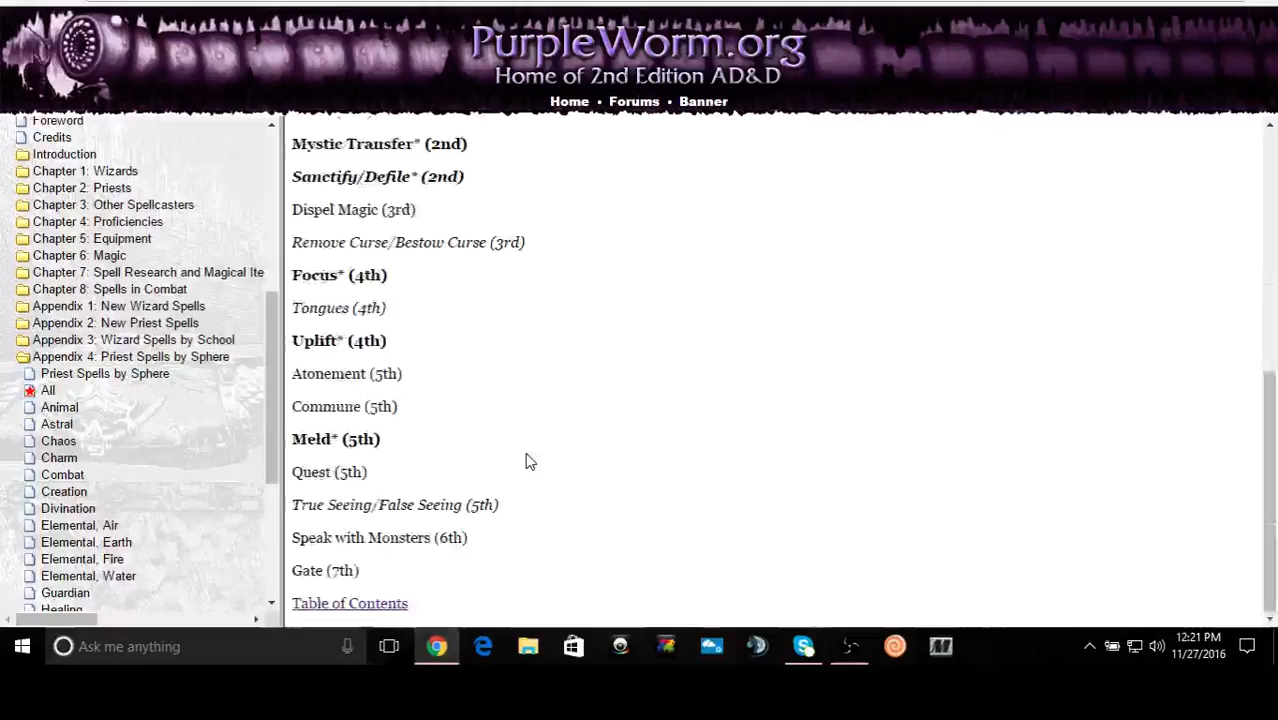 PurpleWorm.org
Home of 2nd Edition AD&D
Home • Forums • Banner
Foreword
Credits
Introduction
Chapter 1: Wizards
Chapter 2: Priests
Chapter 3: Other Spellcasters
Chapter 4: Proficiencies
Chapter 5: Equipment
Chapter 6: Magic
Chapter 7: Spell Research and Magical Ite
Chapter 8: Spells in Combat
Appendix 1: New Wizard Spells
Appendix 2: New Priest Spells
Appendix 3: Wizard Spells by School
Appendix 4: Priest Spells by Sphere
Priest Spells by Sphere
All
Animal
Astral
Chaos
Charm
Combat
Creation
Divination
Elemental, Air
Elemental, Earth
Elemental, Fire
Elemental, Water
Guardian
Healing
Mystic Transfer* (2nd)
Sanctify/Defile* (2nd)
Dispel Magic (3rd)
Remove Curse/Bestow Curse (3rd)
Focus* (4th)
Tongues (4th)
Uplift* (4th)
Atonement (5th)
Commune (5th)
Meld* (5th)
Quest (5th)
True Seeing/False Seeing (5th)
Speak with Monsters (6th)
Gate (7th)
Table of Contents
Ask me anything
12:21 PM
11/27/2016